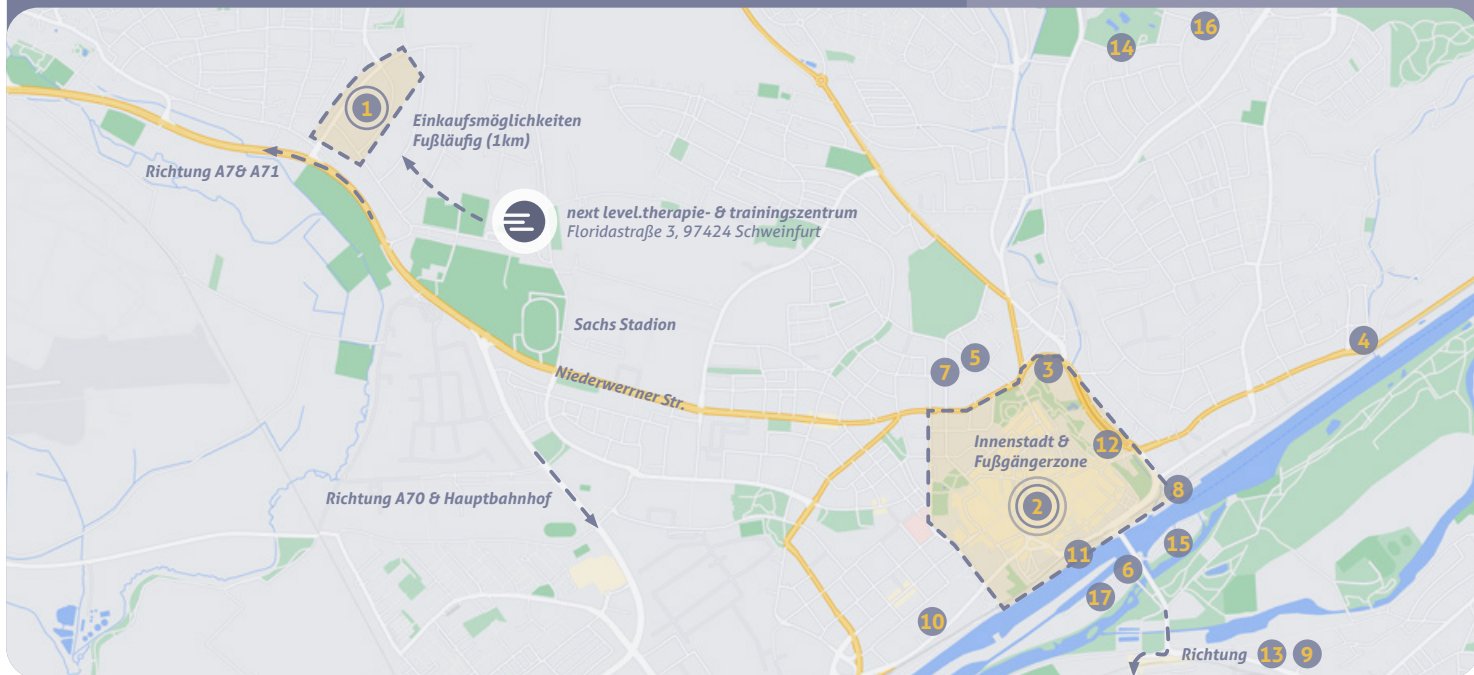 16
14
1
Einkaufsmöglichkeiten
Fußläufig (1km)
Richtung A7& A71
next level.therapie- & trainingszentrum
Floridastraße 3, 97424 Schweinfurt
Sachs Stadion
4
5
7
3
Niederwerrner Str.
Innenstadt &
Fußgängerzone
12
Richtung A70 & Hauptbahnhof
8
2
15
11
6
17
10
Richtung 13 9